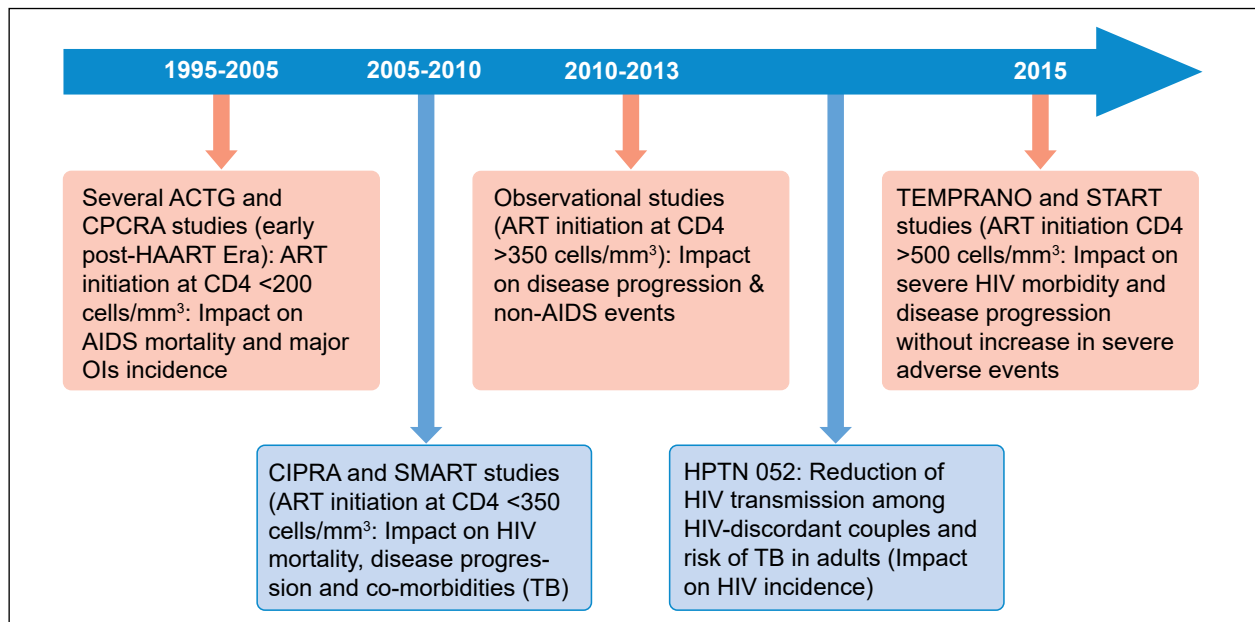 1995-2005
2005-2010
2010-2013
2015
Several ACTG and
CPCRA studies (early
post-HAART Era): ART
initiation at CD4 <200
cells/mm³: Impact on
AIDS mortality and major
OIs incidence
Observational studies
(ART initiation at CD4
>350 cells/mm³): Impact
on disease progression &
non-AIDS events
TEMPRANO and START
studies (ART initiation CD4
>500 cells/mm³: Impact on
severe HIV morbidity and
disease progression
without increase in severe
adverse events
CIPRA and SMART studies
(ART initiation at CD4 <350
cells/mm³: Impact on HIV
mortality, disease progres-
sion and co-morbidities (TB)
HPTN 052: Reduction of
HIV transmission among
HIV-discordant couples and
risk of TB in adults (Impact
on HIV incidence)